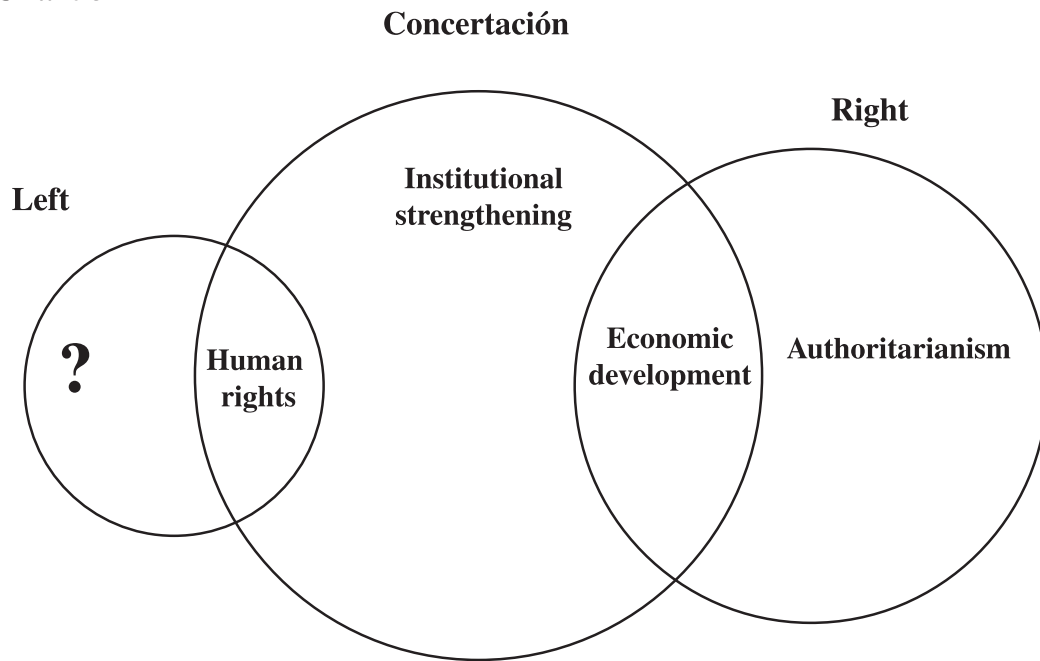 Concertación
Right
Left
Institutional
strengthening
?
Human
rights
Economic
development
Authoritarianism